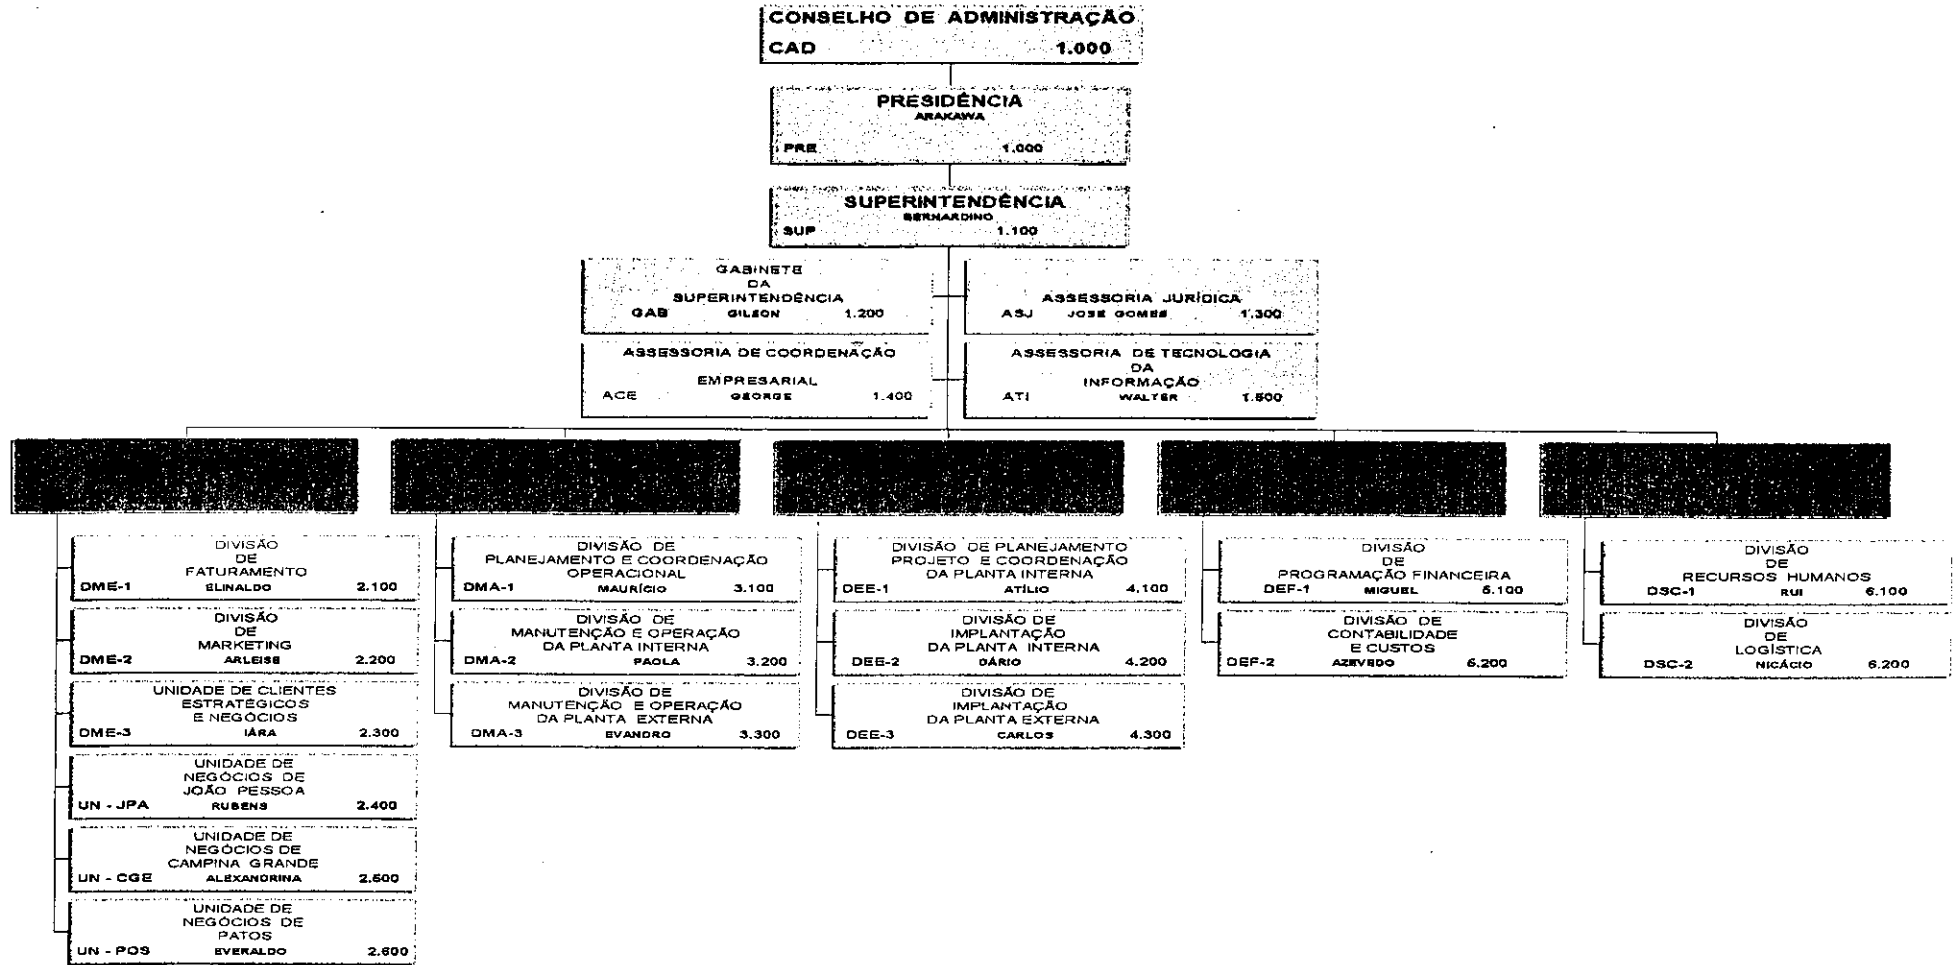 CONSELHO DE ADMINISTRAÇÃO
CAD 1.000
PRESIDÊNCIA
ARAKAWA
PRE 1.000
SUPERINTENDÊNCIA
BERNARDINO
SUP 1.100
GABINETE
DA
SUPERINTENDÊNCIA
GAB GILSON 1.200
ASSESSORIA JURÍDICA
ASJ JOSÉ GOMES 1.300
ASSESSORIA DE COORDENAÇÃO
EMPRESARIAL
ACE GEORGE 1.400
ASSESSORIA DE TECNOLOGIA
DA
INFORMAÇÃO
ATI WALTER 1.500
DIVISÃO
DE
FATURAMENTO
DME-1 ELINALDO 2.100
DIVISÃO
DE
MARKETING
DME-2 ARLEISE 2.200
UNIDADE DE CLIENTES
ESTRATÉGICOS
E NEGÓCIOS
DME-3 IÁRA 2.300
UNIDADE DE
NEGÓCIOS DE
JOÃO PESSOA
UN - JPA RUBENS 2.400
UNIDADE DE
NEGÓCIOS DE
CAMPINA GRANDE
UN - CGE ALEXANDRINA 2.500
UNIDADE DE
NEGÓCIOS DE
PATOS
UN - POS EVERALDO 2.600
DIVISÃO DE
PLANEJAMENTO E COORDENAÇÃO
OPERACIONAL
DMA-1 MAURÍCIO 3.100
DIVISÃO DE
MANUTENÇÃO E OPERAÇÃO
DA PLANTA INTERNA
DMA-2 PAOLA 3.200
DIVISÃO DE
MANUTENÇÃO E OPERAÇÃO
DA PLANTA EXTERNA
DMA-3 EVANDRO 3.300
DIVISÃO DE PLANEJAMENTO
PROJETO E COORDENAÇÃO
DA PLANTA INTERNA
DEE-1 ATÍLIO 4.100
DIVISÃO DE
IMPLANTAÇÃO
DA PLANTA INTERNA
DEE-2 DÁRIO 4.200
DIVISÃO DE
IMPLANTAÇÃO
DA PLANTA EXTERNA
DEE-3 CARLOS 4.300
DIVISÃO
DE
PROGRAMAÇÃO FINANCEIRA
DEF-1 MIGUEL 5.100
DIVISÃO DE
CONTABILIDADE
E CUSTOS
DEF-2 AZEVEDO 5.200
DIVISÃO
DE
RECURSOS HUMANOS
DSC-1 RUI 6.100
DIVISÃO
DE
LOGÍSTICA
DSC-2 NICÁCIO 6.200